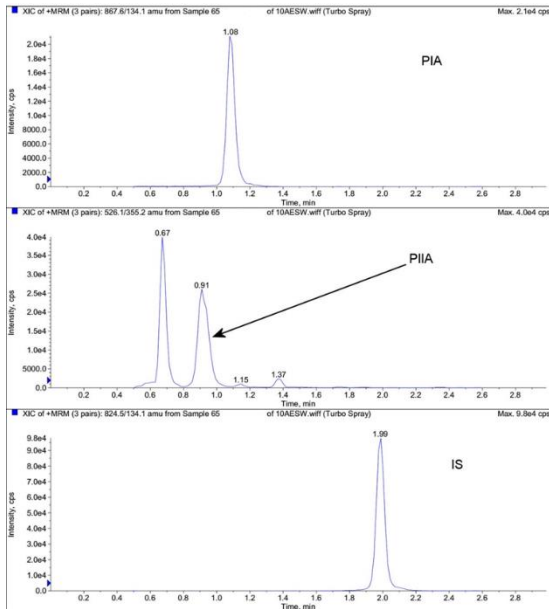 XIC of +MRM (3 pairs): 867.6/134.1 amu from Sample 65 of 10AESW.wiff (Turbo Spray) Max. 2.1e4 cps.
1.08
PIA
2.0e4
1.8e4
1.6e4
1.4e4
1.2e4
1.0e4
8000.0
6000.0
4000.0
2000.0
0.0
Intensity, cps
0.2 0.4 0.6 0.8 1.0 1.2 1.4 1.6 1.8 2.0 2.2 2.4 2.6 2.8
Time, min
XIC of +MRM (3 pairs): 526.1/355.2 amu from Sample 65 of 10AESW.wiff (Turbo Spray) Max. 4.0e4 cps.
0.67
0.91
PIIA
1.15
1.37
4.0e4
3.5e4
3.0e4
2.5e4
2.0e4
1.5e4
1.0e4
5000.0
0.0
Intensity, cps
0.2 0.4 0.6 0.8 1.0 1.2 1.4 1.6 1.8 2.0 2.2 2.4 2.6 2.8
Time, min
XIC of +MRM (3 pairs): 824.5/134.1 amu from Sample 65 of 10AESW.wiff (Turbo Spray) Max. 9.8e4 cps.
1.99
IS
9.8e4
9.0e4
8.0e4
7.0e4
6.0e4
5.0e4
4.0e4
3.0e4
2.0e4
1.0e4
0.0
Intensity, cps
0.2 0.4 0.6 0.8 1.0 1.2 1.4 1.6 1.8 2.0 2.2 2.4 2.6 2.8
Time, min